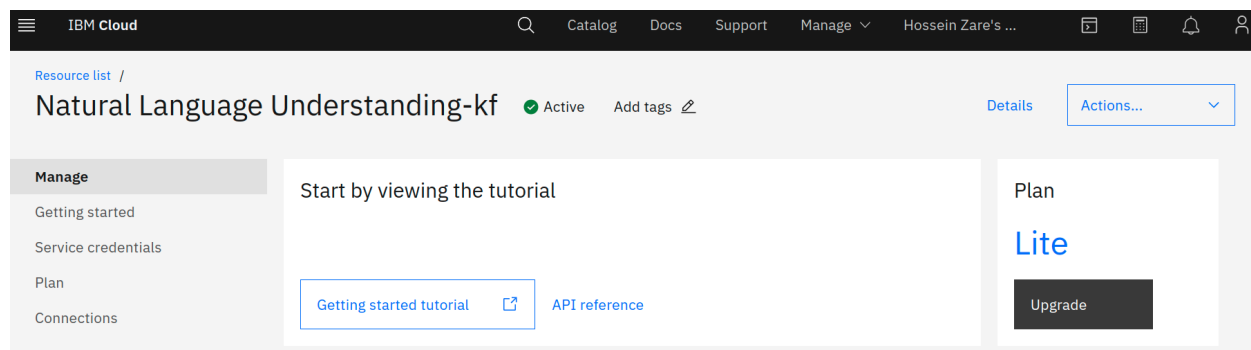 IBM Cloud Catalog Docs Support Manage Hossein Zare's ...
Resource list /
Natural Language Understanding-kf Active Add tags Details Actions...
Manage
Getting started
Service credentials
Plan
Connections
Start by viewing the tutorial
Getting started tutorial API reference
Plan
Lite
Upgrade